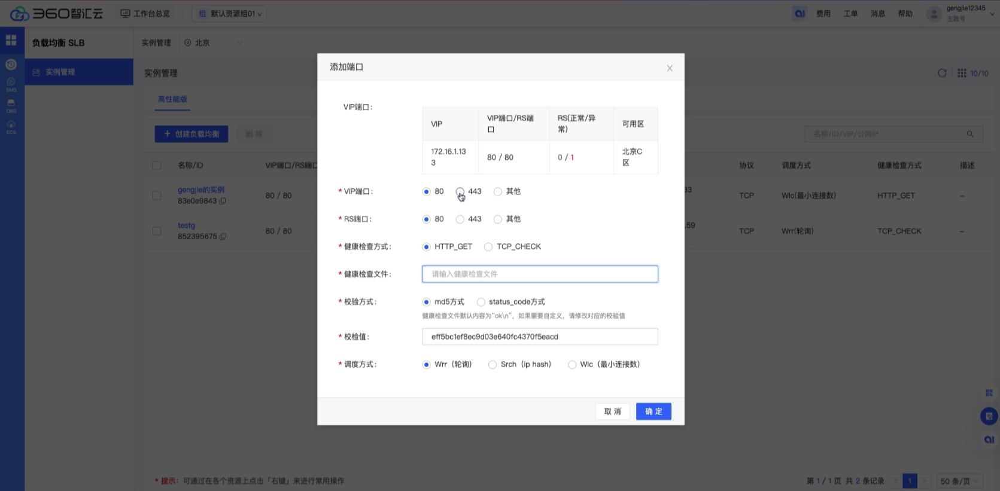 360智汇云
工作台总览
组 默认资源组01
费用
工单
消息
帮助
gengjie12345
主账号
负载均衡 SLB
实例管理
北京
实例管理
SMS
OBS
ECS
实例管理
10/10
高性能版
+ 创建负载均衡
删 除
名称/ID/VIP/公网IP
名称/ID
VIP端口/RS端口
协议
调度方式
健康检查方式
描述
gengjie的实例
83e0e9843
80 / 80
33
TCP
Wlc(最小连接数)
HTTP_GET
–
testg
852395675
80 / 80
.59
TCP
Wrr(轮询)
TCP_CHECK
–
添加端口
VIP端口：
VIP
VIP端口/RS端
口
RS(正常/异
常)
可用区
172.16.1.13
3
80 / 80
0 / 1
北京C
区
* VIP端口：
80
443
其他
* RS端口：
80
443
其他
* 健康检查方式：
HTTP_GET
TCP_CHECK
* 健康检查文件：
请输入健康检查文件
* 校验方式：
md5方式
status_code方式
健康检查文件默认内容为“ok\n”，如果需要自定义，请修改对应的校验值
* 校检值：
eff5bc1ef8ec9d03e640fc4370f5eacd
* 调度方式：
Wrr（轮询）
Srch（ip hash）
Wlc（最小连接数）
取 消
确 定
* 提示：可通过在各个资源上点击「右键」来进行常用操作
第 1 / 1 页 共 2 条记录
1
50 条/页